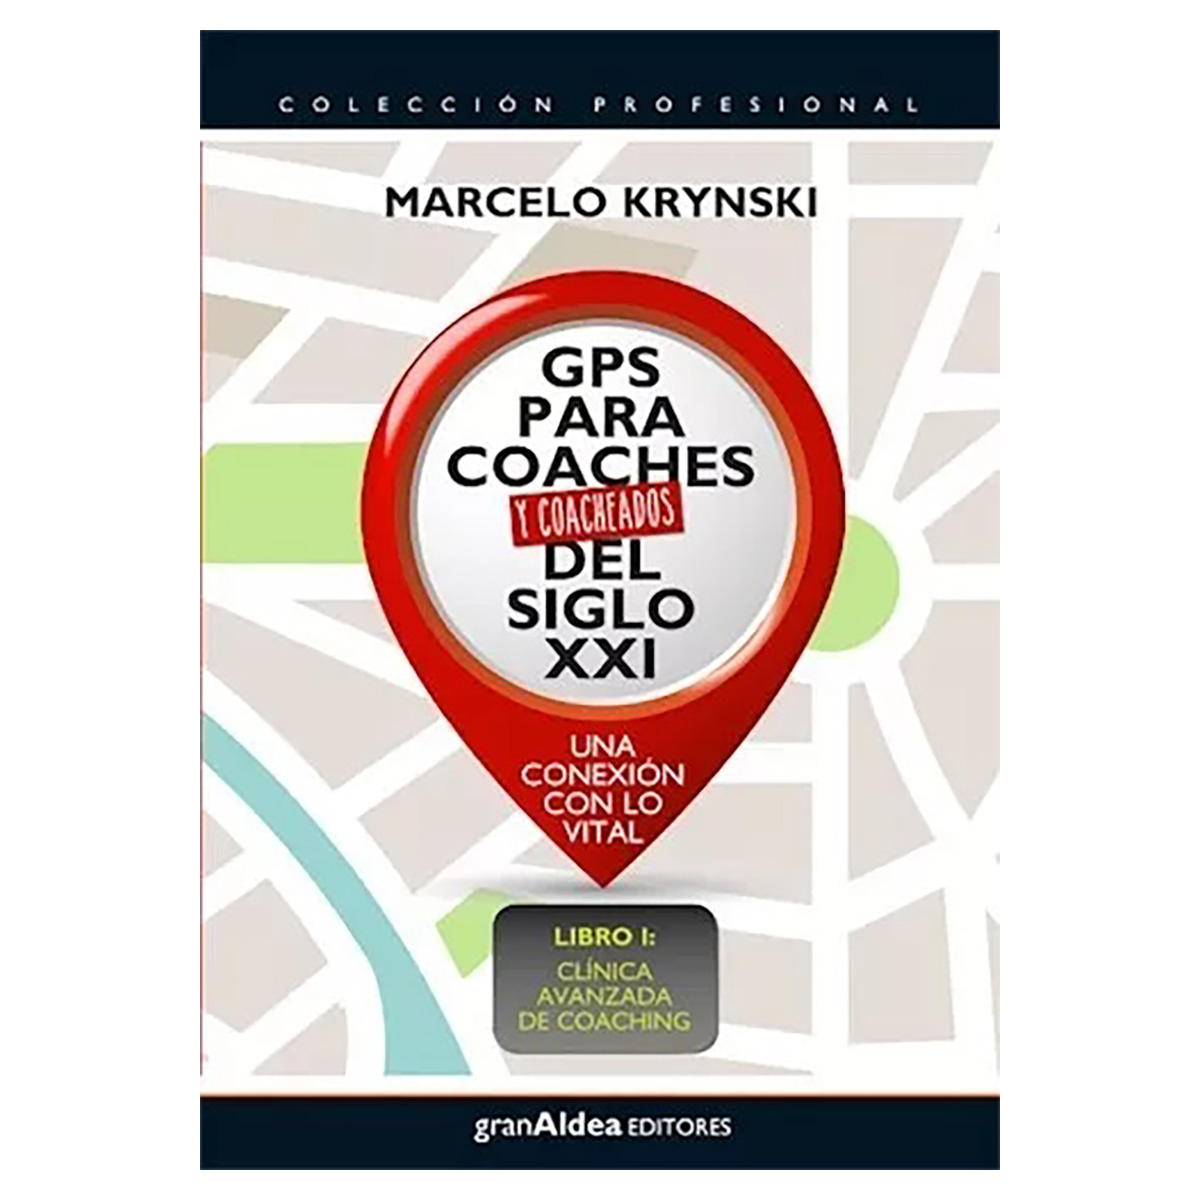 COLECCIÓN PROFESIONAL
MARCELO KRYNSKI
GPS
PARA
COACHES
Y COACHEADOS
DEL
SIGLO
XXI
UNA
CONEXIÓN
CON LO
VITAL
LIBRO I:
CLÍNICA
AVANZADA
DE COACHING
granAldea EDITORES